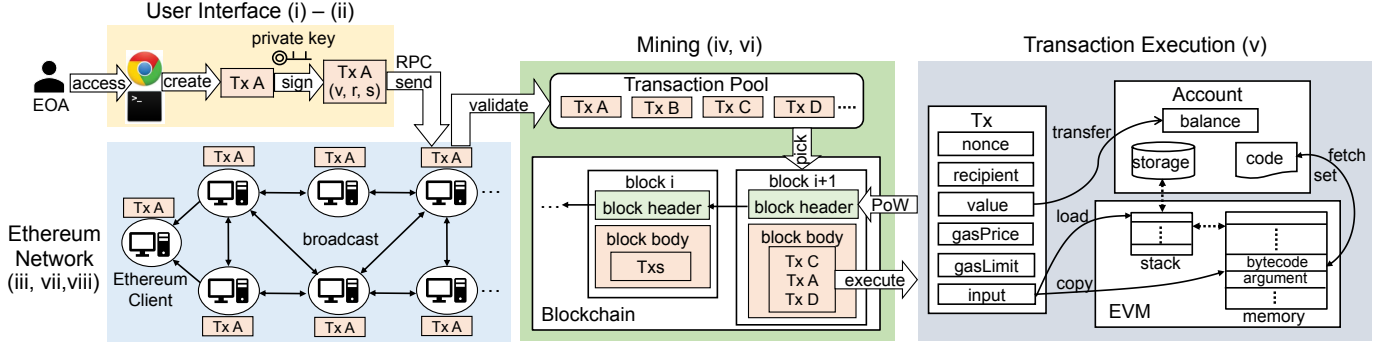 User Interface (i) – (ii)
private key
EOA
access
>_
create
Tx A
sign
Tx A
(v, r, s)
RPC
send
Ethereum
Network
(iii, vii,viii)
Tx A
Tx A
Tx A
Tx A
...
broadcast
Ethereum
Client
...
Tx A
Tx A
Tx A
validate
Mining (iv, vi)
Transaction Pool
Tx A
Tx B
Tx C
Tx D
....
pick
block i
block header
block body
Txs
...
block i+1
block header
block body
Tx C
Tx A
Tx D
Blockchain
PoW
execute
Transaction Execution (v)
Tx
nonce
recipient
value
gasPrice
gasLimit
input
transfer
load
copy
Account
balance
storage
code
fetch
set
stack
bytecode
argument
memory
EVM